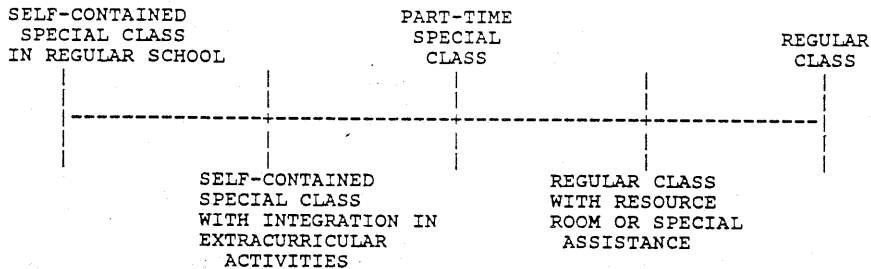 SELF-CONTAINED
SPECIAL CLASS
IN REGULAR SCHOOL
PART-TIME
SPECIAL
CLASS
REGULAR
CLASS
SELF-CONTAINED
SPECIAL CLASS
WITH INTEGRATION IN
EXTRACURRICULAR
ACTIVITIES
REGULAR CLASS
WITH RESOURCE
ROOM OR SPECIAL
ASSISTANCE